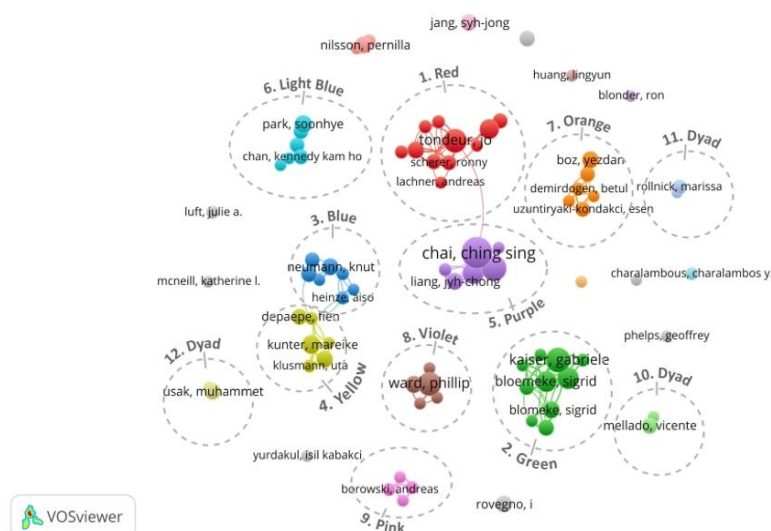 jang, syh-jong
nilsson, pernilla
huang, lingyun
blonder, ron
1. Red
tondeur, jo
scherer, ronny
lachner, andreas
6. Light Blue
park, soonhye
chan, kennedy kam ho
7. Orange
boz, yezdan
demirdogen, betul
uzuntiryaki-kondakci, esen
11. Dyad
rollnick, marissa
luft, julie a.
3. Blue
neumann, knut
heinze, aiso
chai, ching sing
liang, jyh-chong
5. Purple
mcneill, katherine l.
charalambous, charalambos y.
depaepe, fien
kunter, mareike
klusmann, uta
4. Yellow
phelps, geoffrey
12. Dyad
usak, muhammet
8. Violet
ward, phillip
kaiser, gabriele
bloemeke, sigrid
blomeke, sigrid
2. Green
10. Dyad
mellado, vicente
yurdakul, isil kabakci
borowski, andreas
9. Pink
rovegno, i
VOSviewer